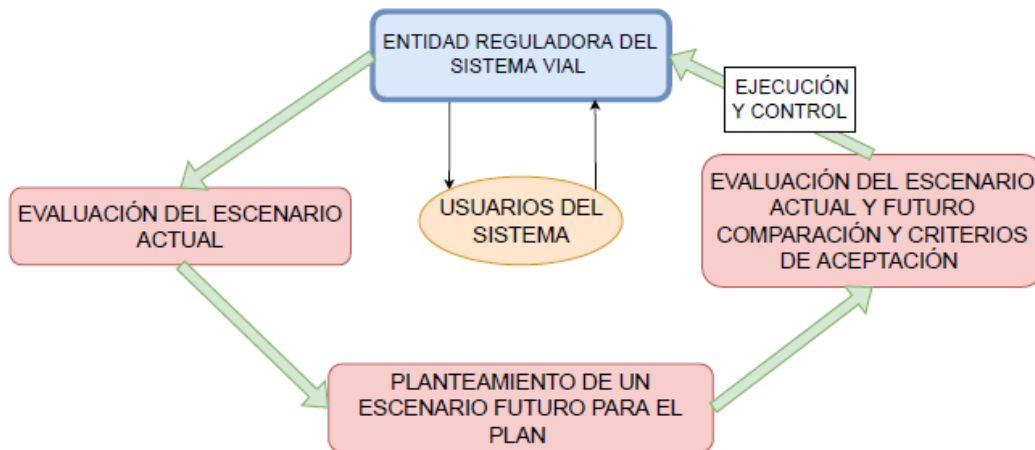 ENTIDAD REGULADORA DEL
SISTEMA VIAL
EJECUCIÓN
Y CONTROL
EVALUACIÓN DEL ESCENARIO
ACTUAL
USUARIOS DEL
SISTEMA
EVALUACIÓN DEL ESCENARIO
ACTUAL Y FUTURO
COMPARACIÓN Y CRITERIOS
DE ACEPTACIÓN
PLANTEAMIENTO DE UN
ESCENARIO FUTURO PARA EL
PLAN